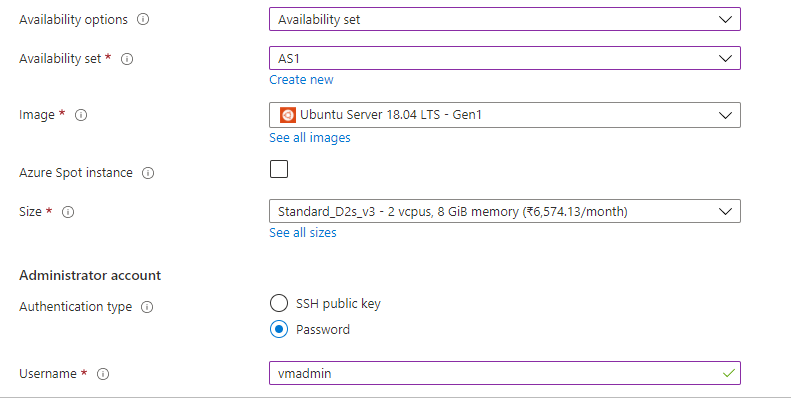 Availability options
Availability set
Availability set *
AS1
Create new
Image *
Ubuntu Server 18.04 LTS - Gen1
See all images
Azure Spot instance
Size *
Standard_D2s_v3 - 2 vcpus, 8 GiB memory (₹6,574.13/month)
See all sizes
Administrator account
Authentication type
SSH public key
Password
Username *
vmadmin